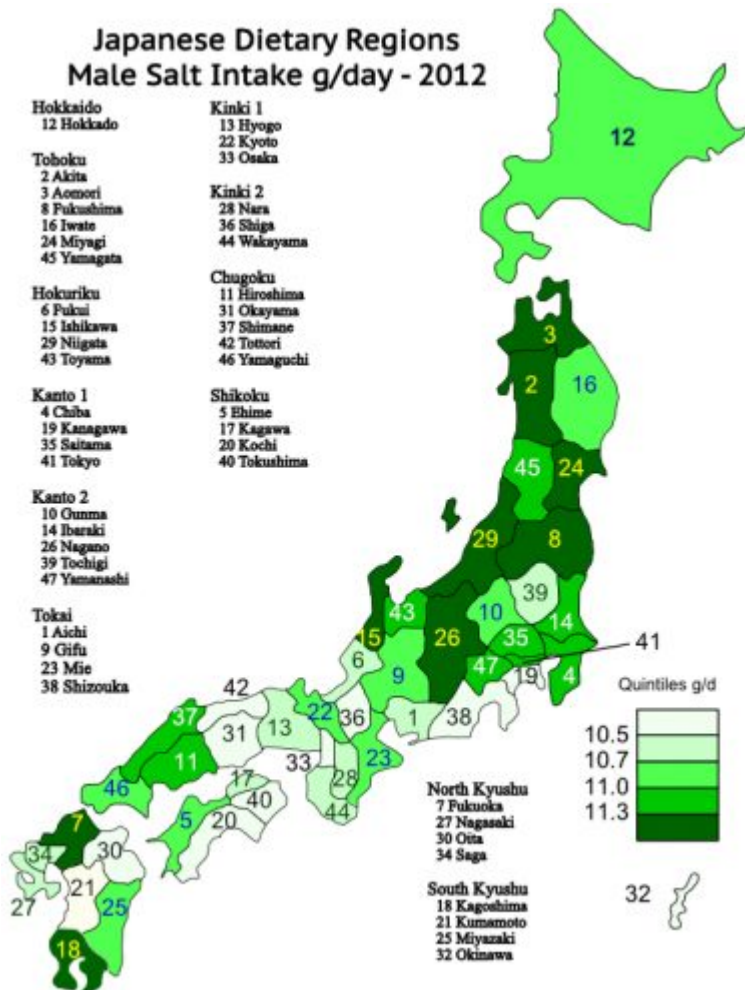 Japanese Dietary Regions
Male Salt Intake g/day - 2012
Hokkaido
12 Hokkado
Tohoku
2 Akita
3 Aomori
8 Fukushima
16 Iwate
24 Miyagi
45 Yamagata
Hokuriku
6 Fukui
15 Ishikawa
29 Niigata
43 Toyama
Kanto 1
4 Chiba
19 Kanagawa
35 Saitama
41 Tokyo
Kanto 2
10 Gunma
14 Ibaraki
26 Nagano
39 Tochigi
47 Yamanashi
Tokai
1 Aichi
9 Gifu
23 Mie
38 Shizouka
Kinki 1
13 Hyogo
22 Kyoto
33 Osaka
Kinki 2
28 Nara
36 Shiga
44 Wakayama
Chugoku
11 Hiroshima
31 Okayama
37 Shimane
42 Tottori
46 Yamaguchi
Shikoku
5 Ehime
17 Kagawa
20 Kochi
40 Tokushima
12
3
2
16
45
24
29
8
39
43
10
14
15
26
35
41
6
9
47
19
4
42
22
36
1
38
37
31
13
23
11
33
28
46
17
44
5
40
20
7
34
30
27
21
25
18
32
Quintiles g/d
10.5
10.7
11.0
11.3
North Kyushu
7 Fukuoka
27 Nagasaki
30 Oita
34 Saga
South Kyushu
18 Kagoshima
21 Kumamoto
25 Miyazaki
32 Okinawa